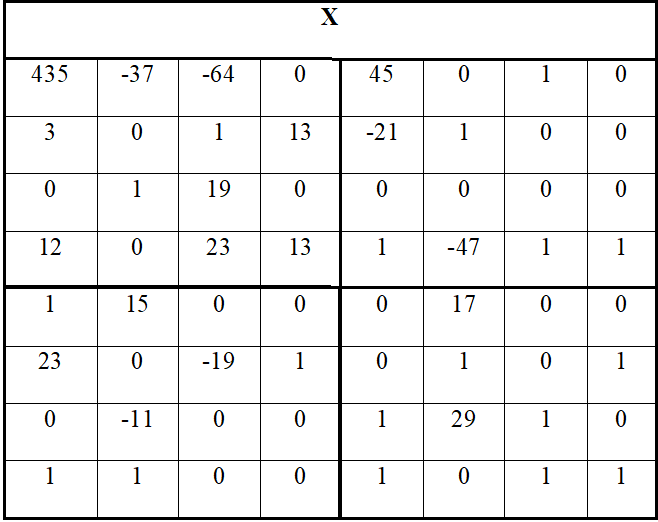 X
435 -37 -64 0 45 0 1 0
3 0 1 13 -21 1 0 0
0 1 19 0 0 0 0 0
12 0 23 13 1 -47 1 1
1 15 0 0 0 17 0 0
23 0 -19 1 0 1 0 1
0 -11 0 0 1 29 1 0
1 1 0 0 1 0 1 1